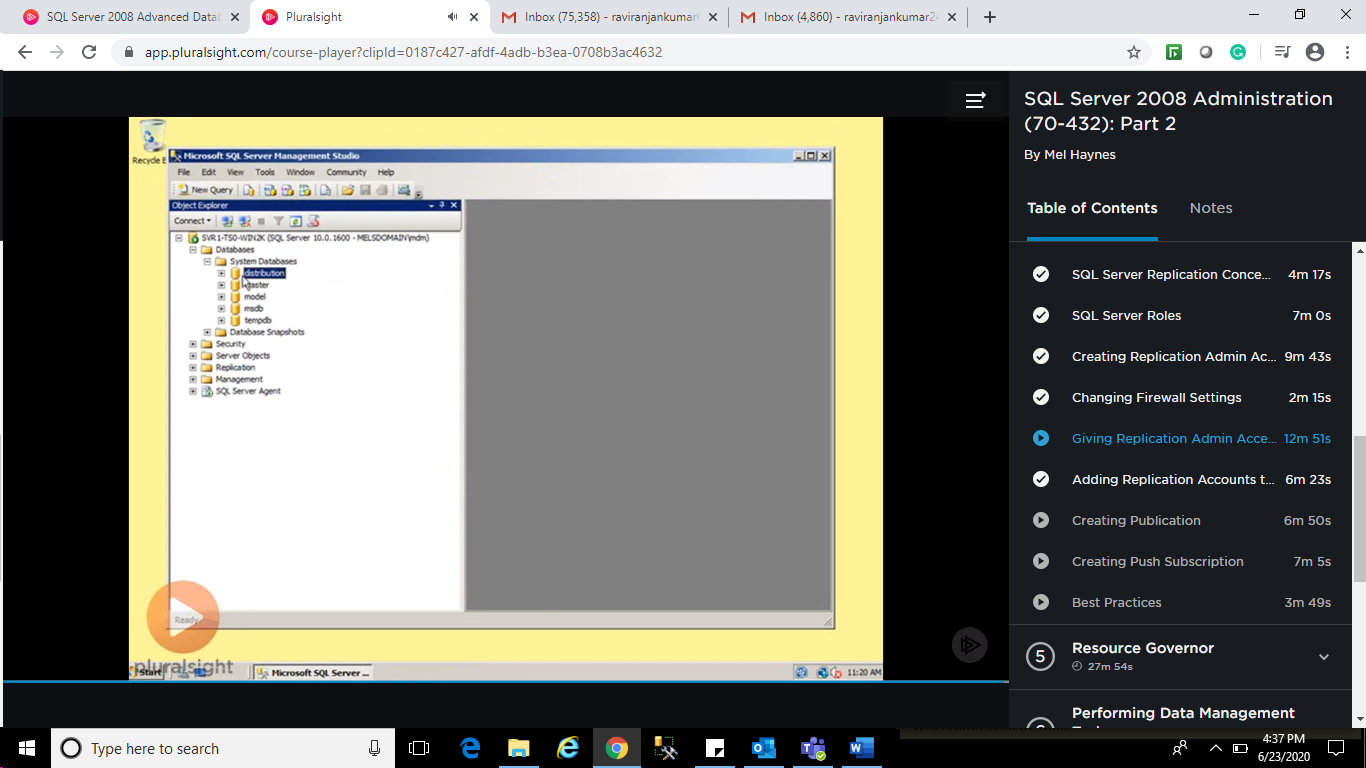 SQL Server 2008 Advanced Datab
Pluralsight
Inbox (75,358) - raviranjankumar
Inbox (4,860) - raviranjankumar2
app.pluralsight.com/course-player?clipId=0187c427-afdf-4adb-b3ea-0708b3ac4632
Recycle B
Microsoft SQL Server Management Studio
File Edit View Tools Window Community Help
New Query
Object Explorer
Connect
SVR1-TS0-WIN2K (SQL Server 10.0.1600 - MELSDOMAIN\mdm)
Databases
System Databases
distribution
master
model
msdb
tempdb
Database Snapshots
Security
Server Objects
Replication
Management
SQL Server Agent
Ready
pluralsight
Start
Microsoft SQL Server ...
11:20 AM
SQL Server 2008 Administration
(70-432): Part 2
By Mel Haynes
Table of Contents Notes
SQL Server Replication Conce... 4m 17s
SQL Server Roles 7m 0s
Creating Replication Admin Ac... 9m 43s
Changing Firewall Settings 2m 15s
Giving Replication Admin Acce... 12m 51s
Adding Replication Accounts t... 6m 23s
Creating Publication 6m 50s
Creating Push Subscription 7m 5s
Best Practices 3m 49s
5 Resource Governor
27m 54s
Performing Data Management
Type here to search
4:37 PM
6/23/2020